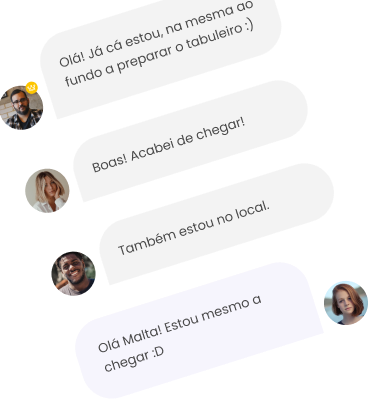 Olá! Já cá estou, na mesma ao
fundo a preparar o tabuleiro :)
Boas! Acabei de chegar!
Também estou no local.
Olá Malta! Estou mesmo a
chegar :D